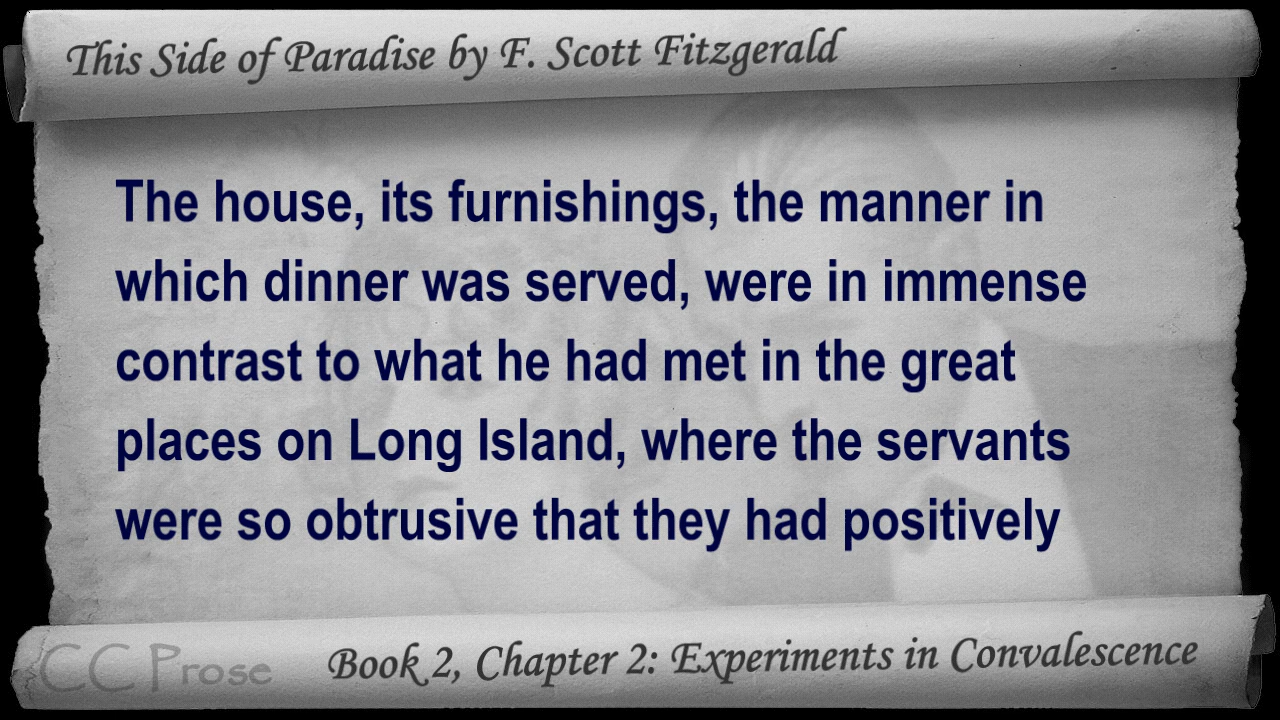 This Side of Paradise by F. Scott Fitzgerald
The house, its furnishings, the manner in
which dinner was served, were in immense
contrast to what he had met in the great
places on Long Island, where the servants
were so obtrusive that they had positively
CC Prose
Book 2, Chapter 2: Experiments in Convalescence